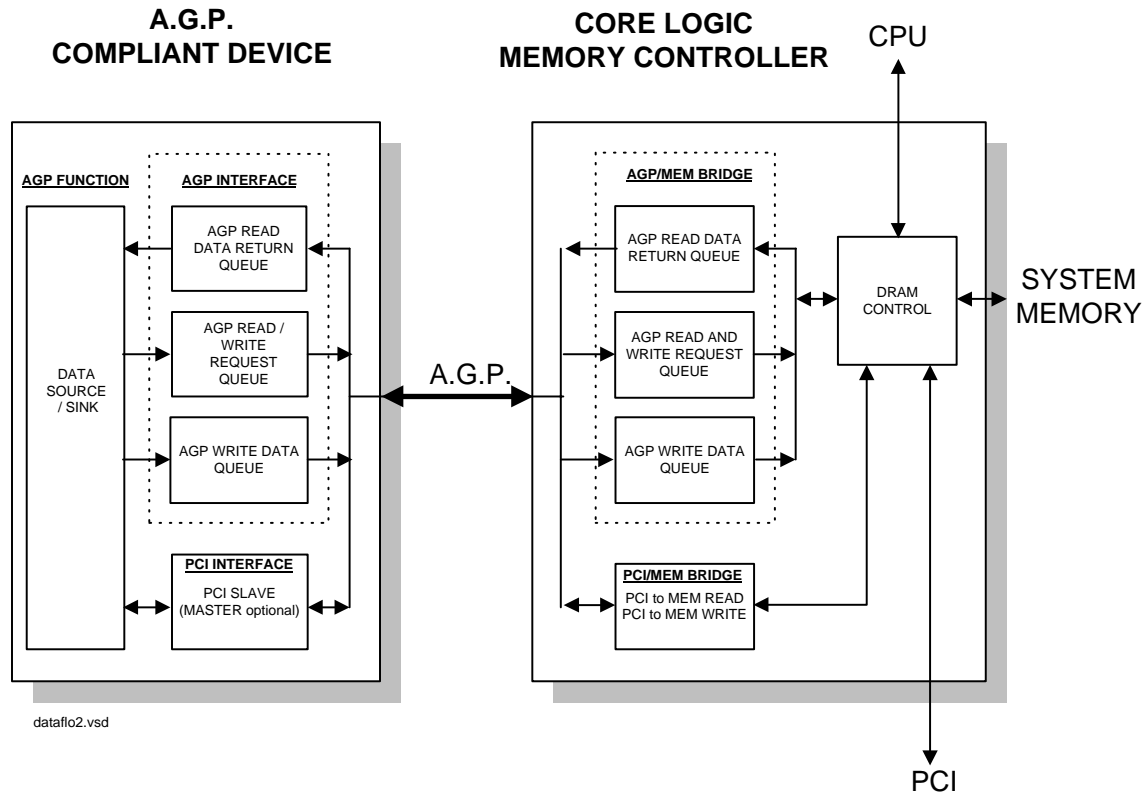 A.G.P.
COMPLIANT DEVICE
CORE LOGIC
MEMORY CONTROLLER
CPU
AGP FUNCTION
AGP INTERFACE
AGP READ
DATA RETURN
QUEUE
AGP READ /
WRITE
REQUEST
QUEUE
DATA
SOURCE
/ SINK
AGP WRITE DATA
QUEUE
PCI INTERFACE
PCI SLAVE
(MASTER optional)
A.G.P.
AGP/MEM BRIDGE
AGP READ DATA
RETURN QUEUE
AGP READ AND
WRITE REQUEST
QUEUE
AGP WRITE DATA
QUEUE
PCI/MEM BRIDGE
PCI to MEM READ
PCI to MEM WRITE
DRAM
CONTROL
SYSTEM
MEMORY
dataflo2.vsd
PCI